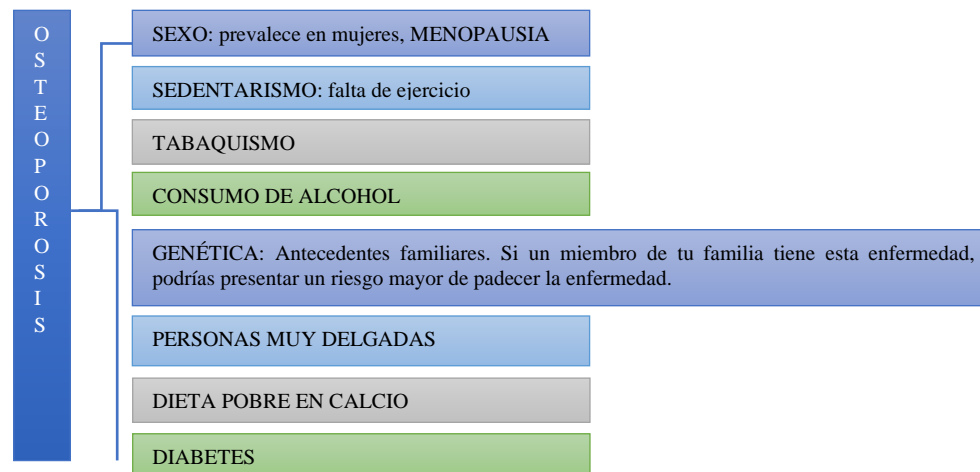 OSTEOPOROSIS
SEXO: prevalece en mujeres, MENOPAUSIA
SEDENTARISMO: falta de ejercicio
TABAQUISMO
CONSUMO DE ALCOHOL
GENÉTICA: Antecedentes familiares. Si un miembro de tu familia tiene esta enfermedad,
podrías presentar un riesgo mayor de padecer la enfermedad.
PERSONAS MUY DELGADAS
DIETA POBRE EN CALCIO
DIABETES